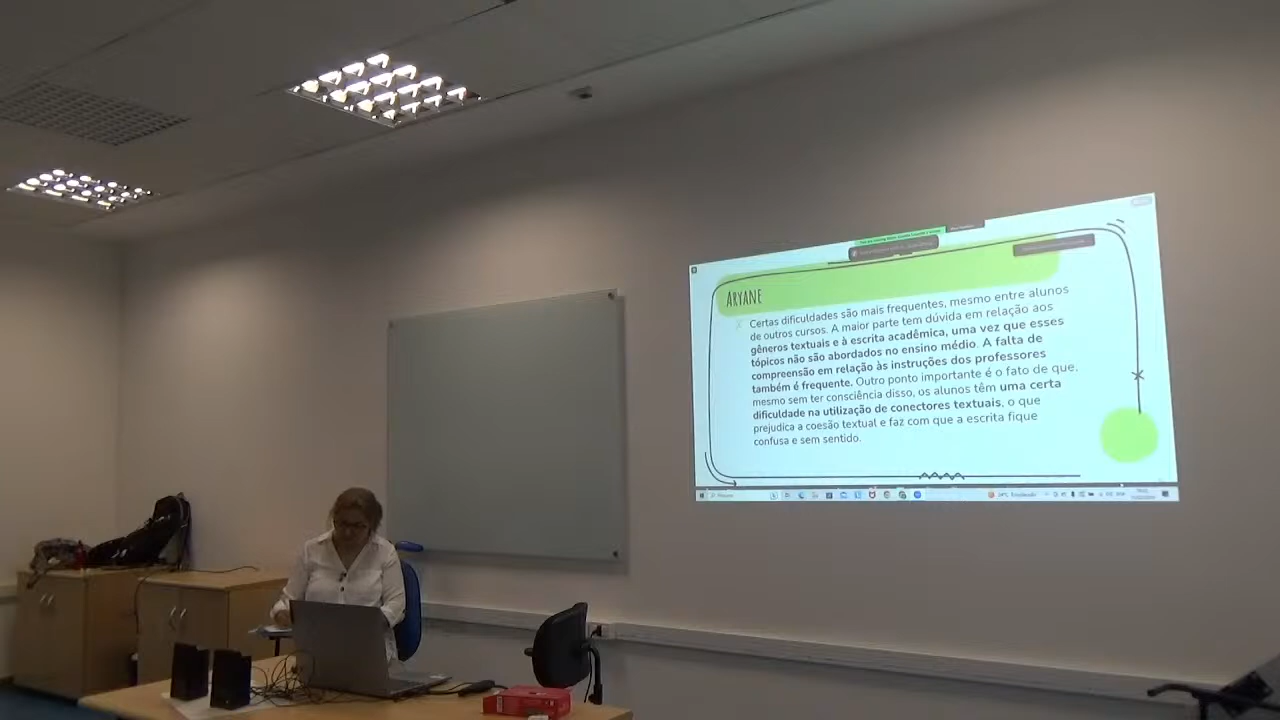 ARYANE
Certas dificuldades são mais frequentes, mesmo entre alunos
de outros cursos. A maior parte tem dúvida em relação aos
gêneros textuais e à escrita acadêmica, uma vez que esses
tópicos não são abordados no ensino médio. A falta de
compreensão em relação às instruções dos professores
também é frequente. Outro ponto importante é o fato de que,
mesmo sem ter consciência disso, os alunos têm uma certa
dificuldade na utilização de conectores textuais, o que
prejudica a coesão textual e faz com que a escrita fique
confusa e sem sentido.